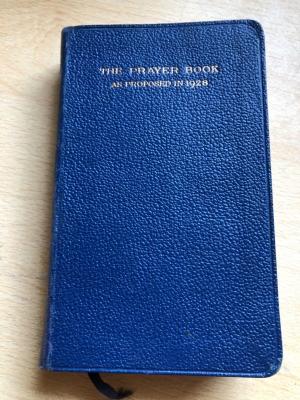 THE PRAYER BOOK
AS PROPOSED IN 1928